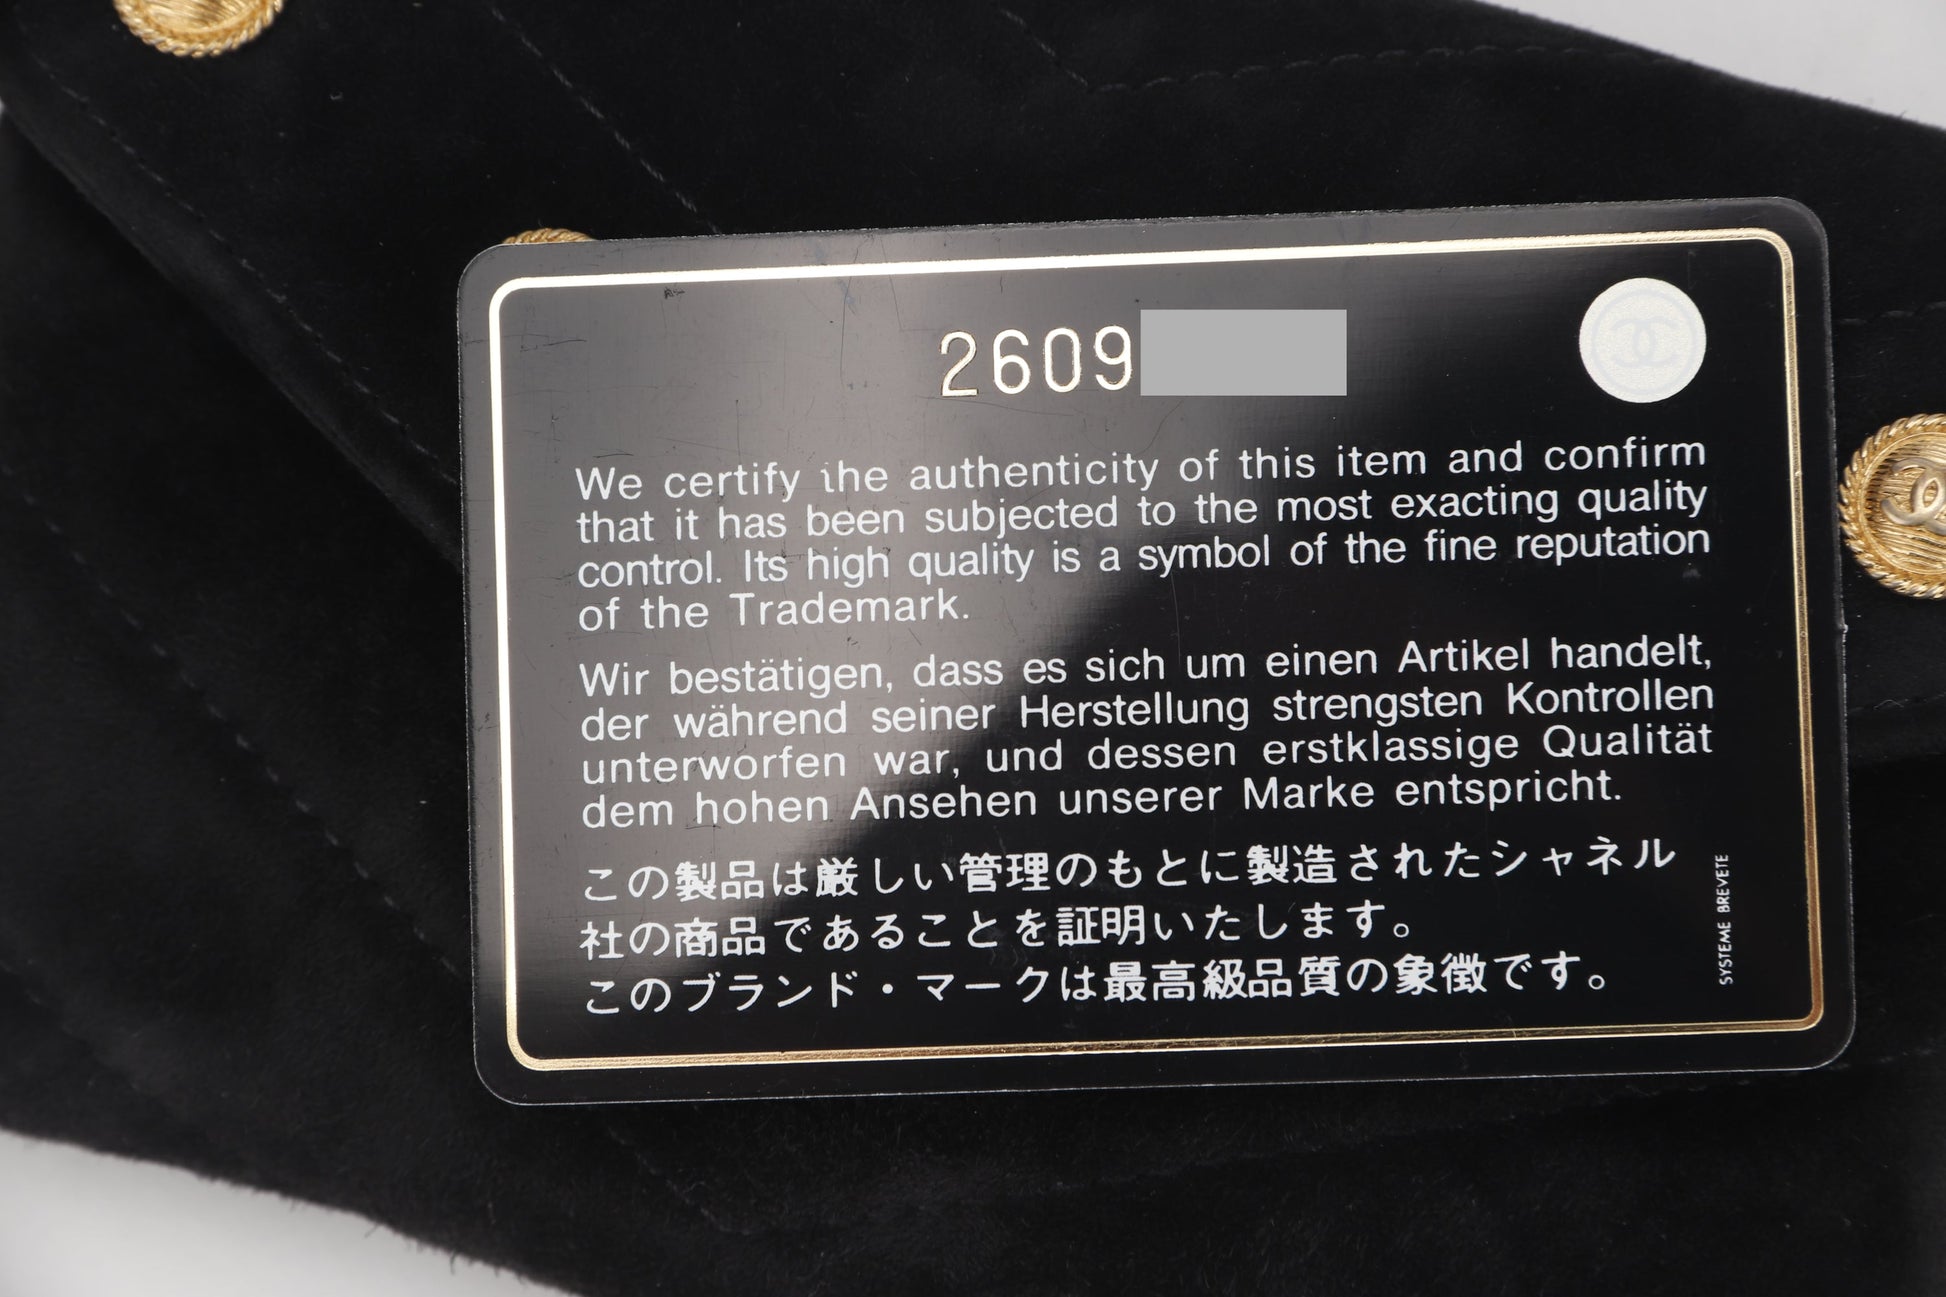 2609
We certify the authenticity of this item and confirm
that it has been subjected to the most exacting quality
control. Its high quality is a symbol of the fine reputation
of the Trademark.
Wir bestätigen, dass es sich um einen Artikel handelt,
der während seiner Herstellung strengsten Kontrollen
unterworfen war, und dessen erstklassige Qualität
dem hohen Ansehen unserer Marke entspricht.
この製品は厳しい管理のもとに製造されたシャネル
社の商品であることを証明いたします。
このブランド・マークは最高級品質の象徴です。
SYSTEME BREVETE